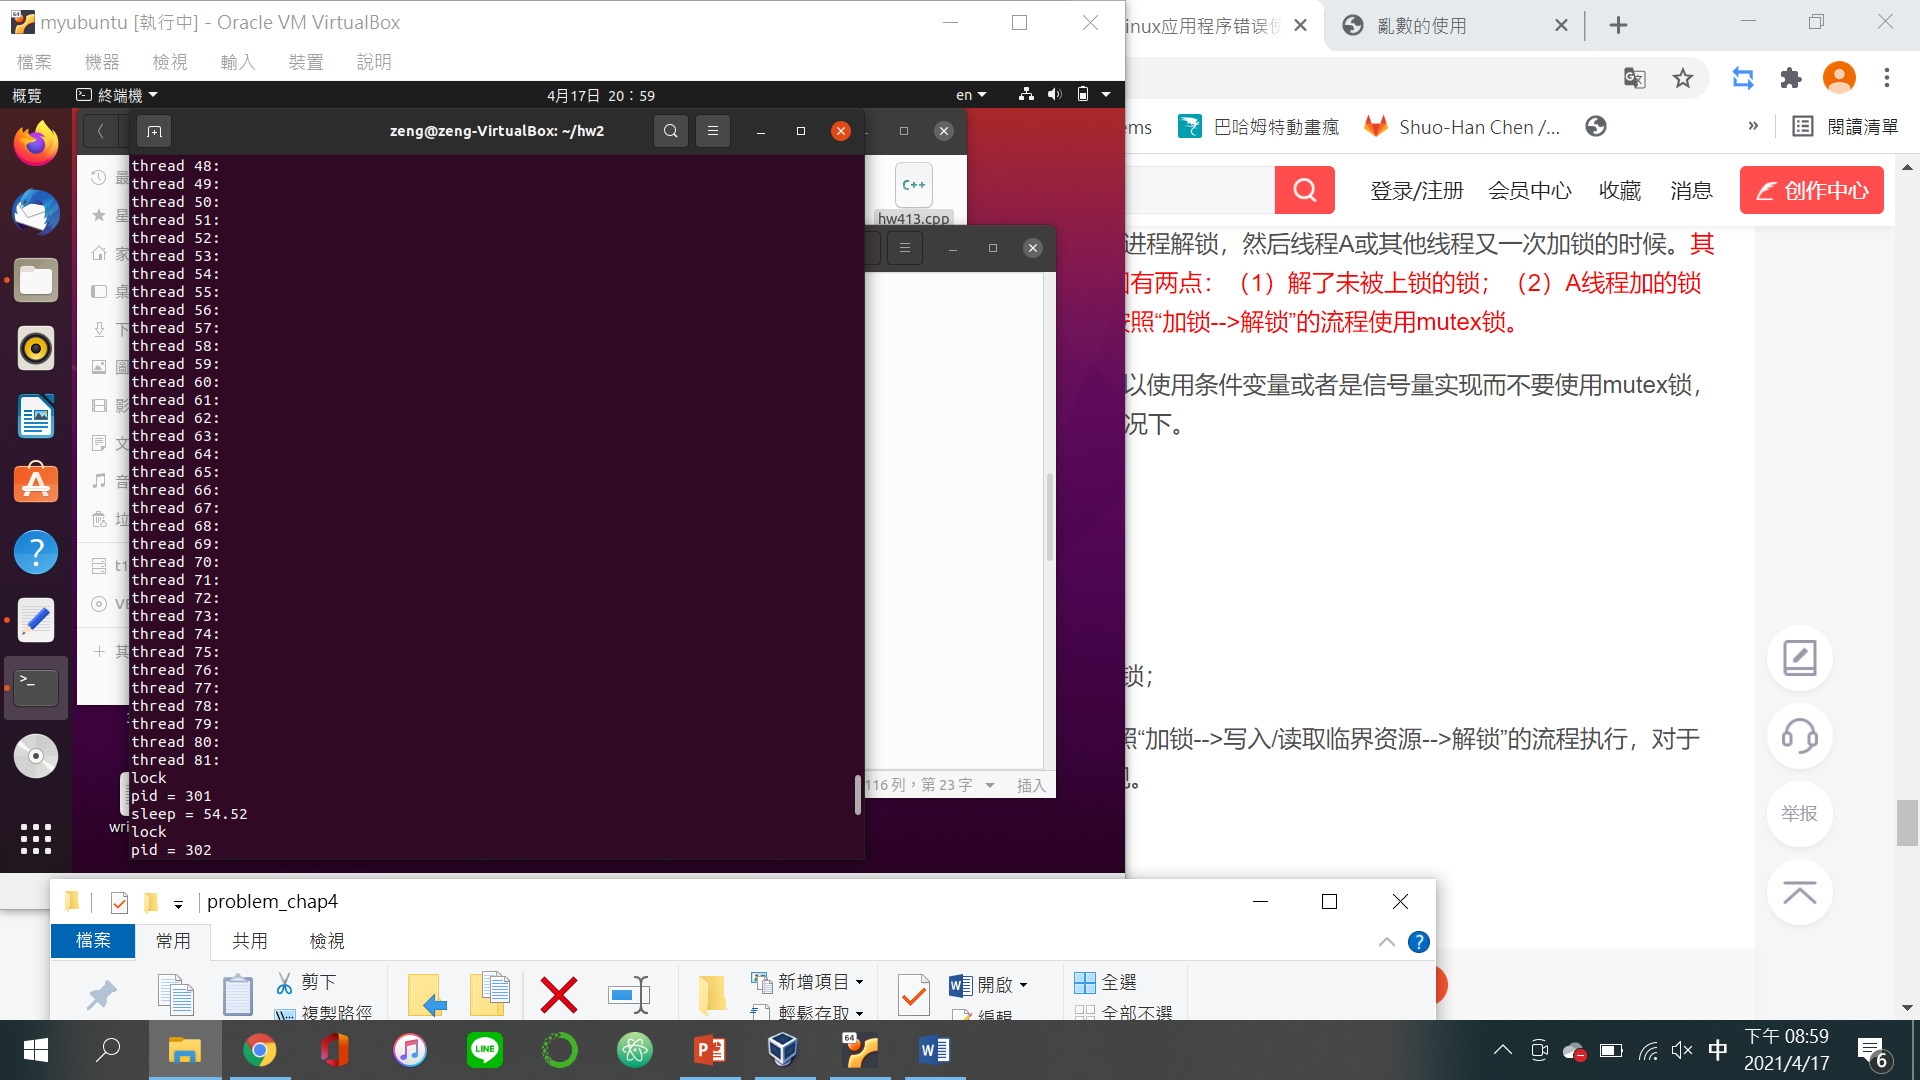 myubuntu [執行中] - Oracle VM VirtualBox
檔案 機器 檢視 輸入 裝置 說明
概覽 終端機 4月17日 20：59 en
zeng@zeng-VirtualBox: ~/hw2
thread 48:
thread 49:
thread 50:
thread 51:
thread 52:
thread 53:
thread 54:
thread 55:
thread 56:
thread 57:
thread 58:
thread 59:
thread 60:
thread 61:
thread 62:
thread 63:
thread 64:
thread 65:
thread 66:
thread 67:
thread 68:
thread 69:
thread 70:
thread 71:
thread 72:
thread 73:
thread 74:
thread 75:
thread 76:
thread 77:
thread 78:
thread 79:
thread 80:
thread 81:
lock
pid = 301
sleep = 54.52
lock
pid = 302
C++
hw413.cpp
116 列，第 23 字 插入
wri
inux应用程序错误
亂數的使用
ems 巴哈姆特動畫瘋 Shuo-Han Chen /... » 閱讀清單
登录/注册 会员中心 收藏 消息 创作中心
进程解锁，然后线程A或其他线程又一次加锁的时候。其
有两点：（1）解了未被上锁的锁；（2）A线程加的锁
按照“加锁-->解锁”的流程使用mutex锁。
以使用条件变量或者是信号量实现而不要使用mutex锁，
况下。
锁；
照“加锁-->写入/读取临界资源-->解锁”的流程执行，对于
举报
problem_chap4
檔案 常用 共用 檢視
剪下
複製路徑
新增項目
輕鬆存取
開啟
編輯
全選
全部不選
LINE
64
中
下午 08:59
2021/4/17
6